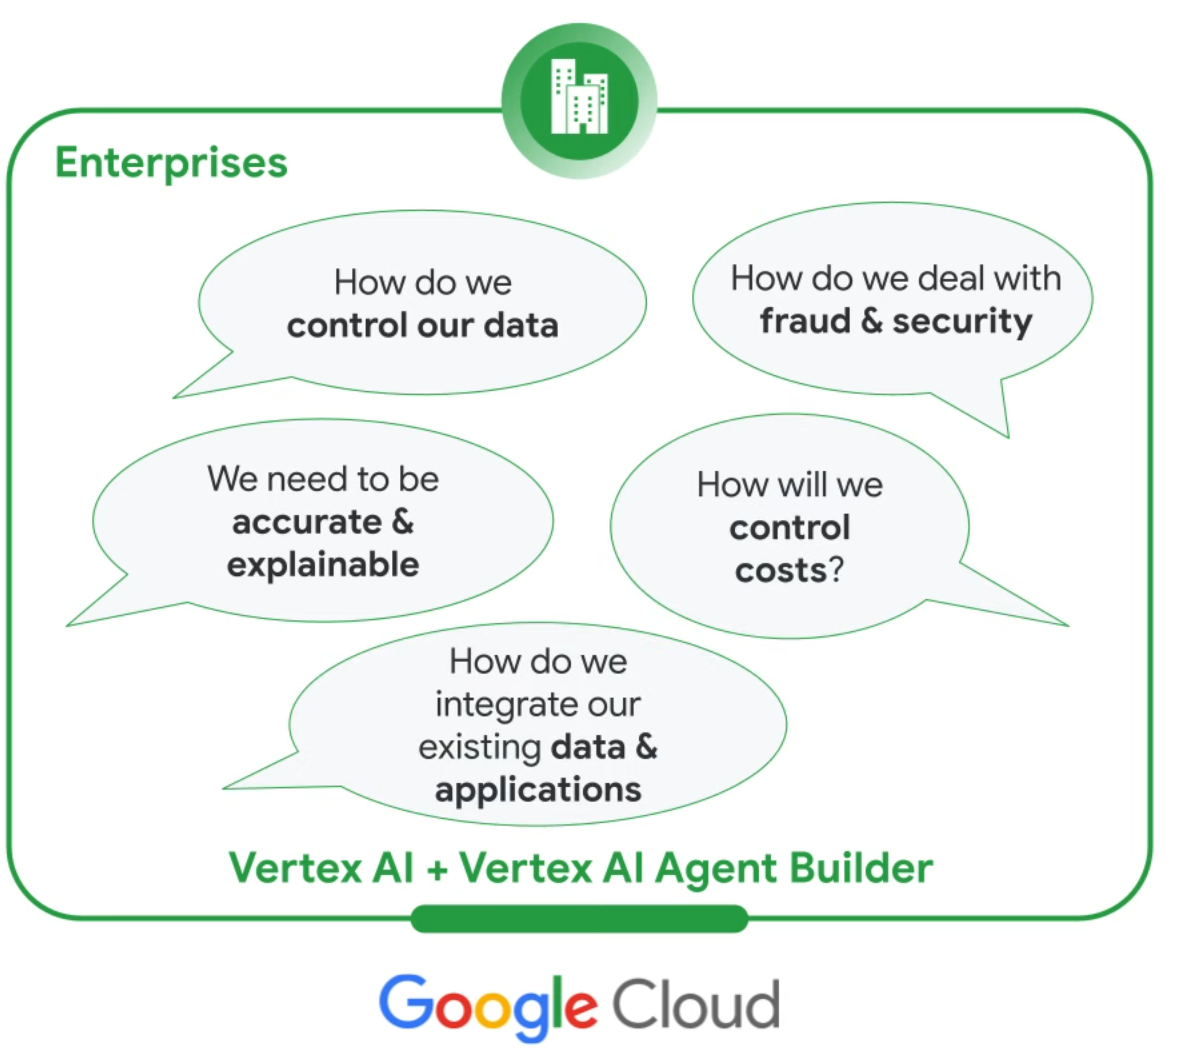 Enterprises
How do we
control our data
How do we deal with
fraud & security
We need to be
accurate &
explainable
How will we
control
costs?
How do we
integrate our
existing data &
applications
Vertex AI + Vertex AI Agent Builder
Google Cloud